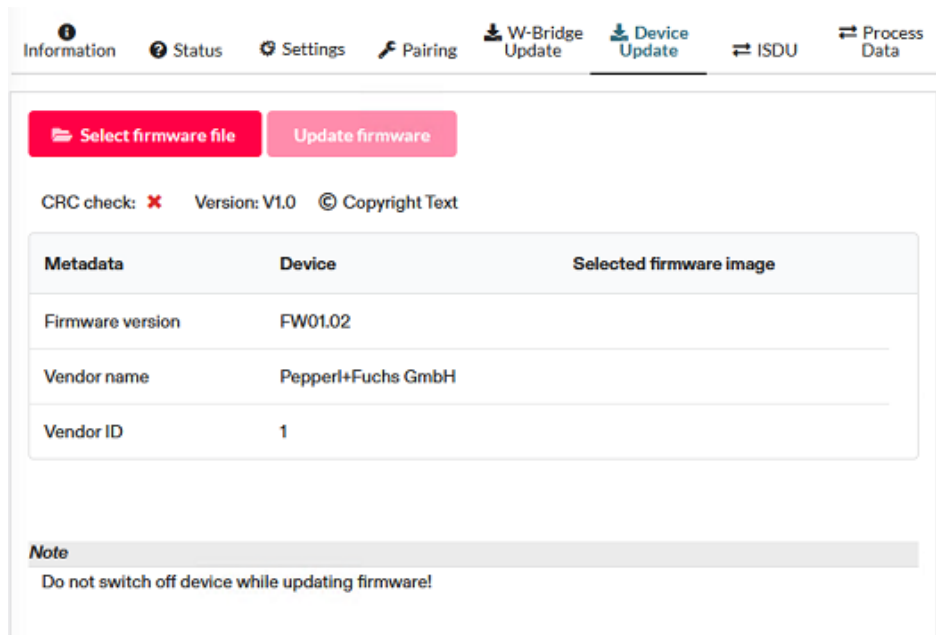 Information
Status
Settings
Pairing
W-Bridge
Update
Device
Update
ISDU
Process
Data
Select firmware file
Update firmware
CRC check: ✖ Version: V1.0 © Copyright Text
Metadata Device Selected firmware image
Firmware version FW01.02
Vendor name Pepperl+Fuchs GmbH
Vendor ID 1
Note
Do not switch off device while updating firmware!